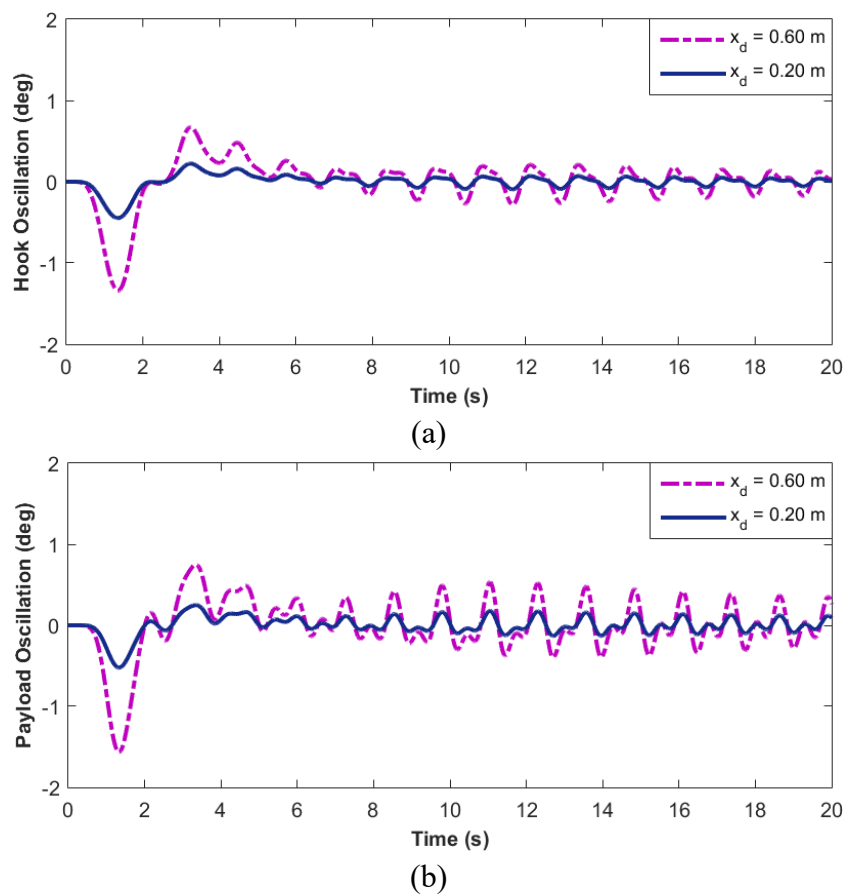 2
1
0
-1
-2
Hook Oscillation (deg)
x_d = 0.60 m
x_d = 0.20 m
0 2 4 6 8 10 12 14 16 18 20
Time (s)
(a)
2
1
0
-1
-2
Payload Oscillation (deg)
x_d = 0.60 m
x_d = 0.20 m
0 2 4 6 8 10 12 14 16 18 20
Time (s)
(b)